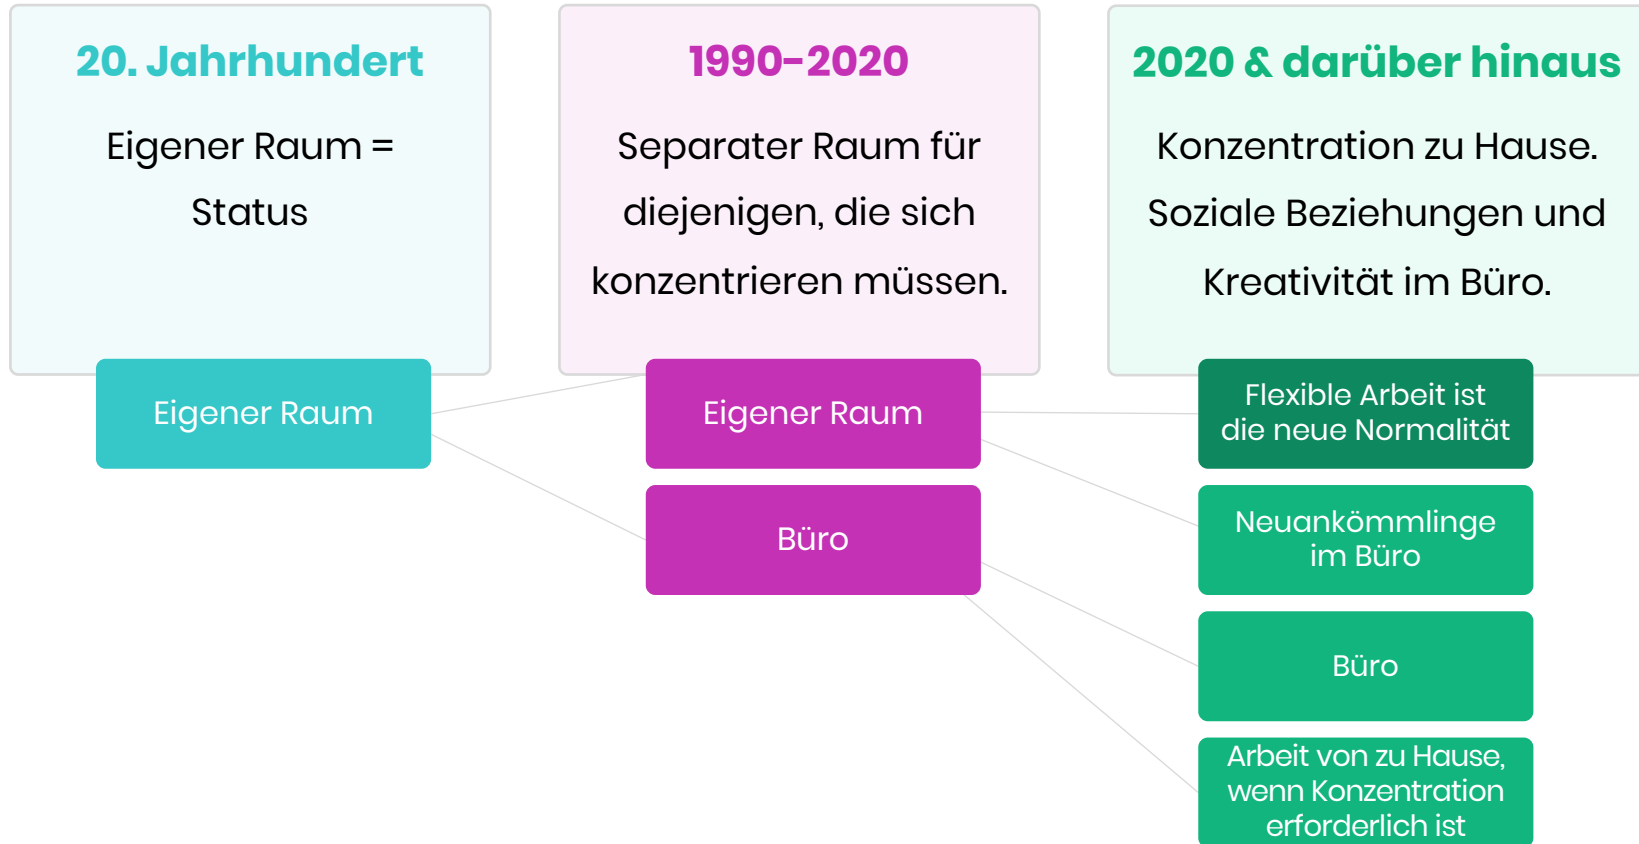 20. Jahrhundert
Eigener Raum =
Status
1990-2020
Separater Raum für
diejenigen, die sich
konzentrieren müssen.
2020 & darüber hinaus
Konzentration zu Hause.
Soziale Beziehungen und
Kreativität im Büro.
Eigener Raum
Eigener Raum
Büro
Flexible Arbeit ist
die neue Normalität
Neuankömmlinge
im Büro
Büro
Arbeit von zu Hause,
wenn Konzentration
erforderlich ist